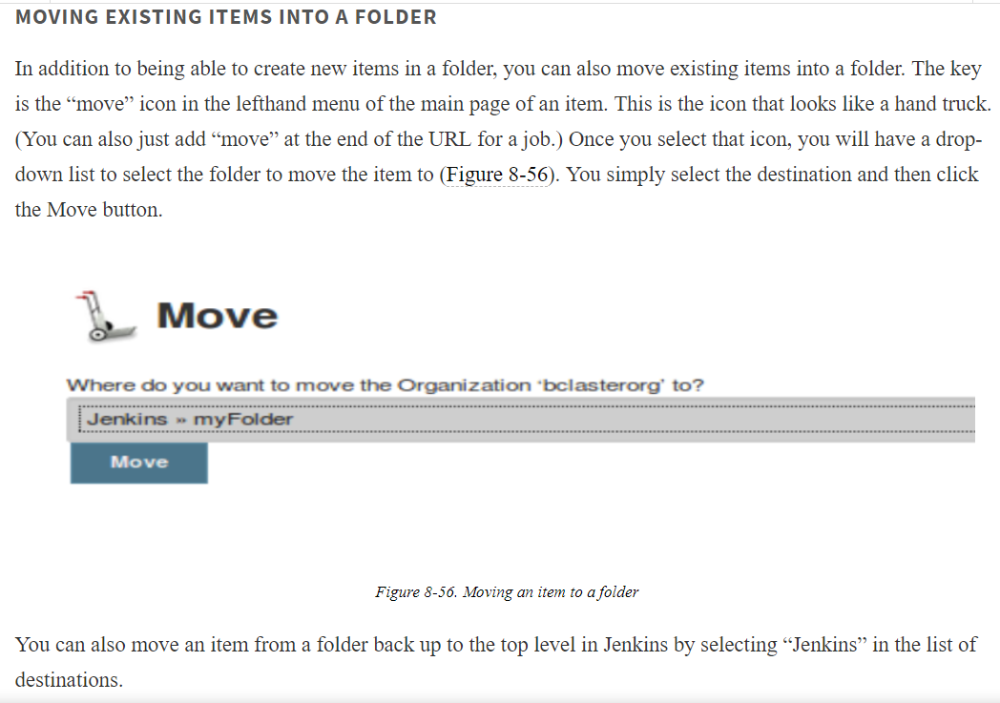 MOVING EXISTING ITEMS INTO A FOLDER
In addition to being able to create new items in a folder, you can also move existing items into a folder. The key
is the “move” icon in the lefthand menu of the main page of an item. This is the icon that looks like a hand truck.
(You can also just add “move” at the end of the URL for a job.) Once you select that icon, you will have a drop-
down list to select the folder to move the item to (Figure 8-56). You simply select the destination and then click
the Move button.
Move
Where do you want to move the Organization ‘bclasterorg’ to?
Jenkins » myFolder
Move
Figure 8-56. Moving an item to a folder
You can also move an item from a folder back up to the top level in Jenkins by selecting “Jenkins” in the list of
destinations.